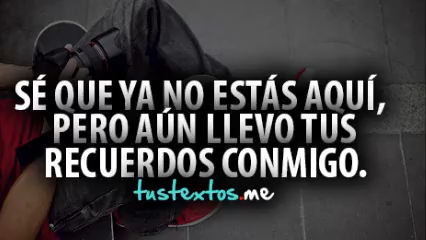 SÉ QUE YA NO ESTÁS AQUÍ,
PERO AÚN LLEVO TUS
RECUERDOS CONMIGO.
tustextos.me